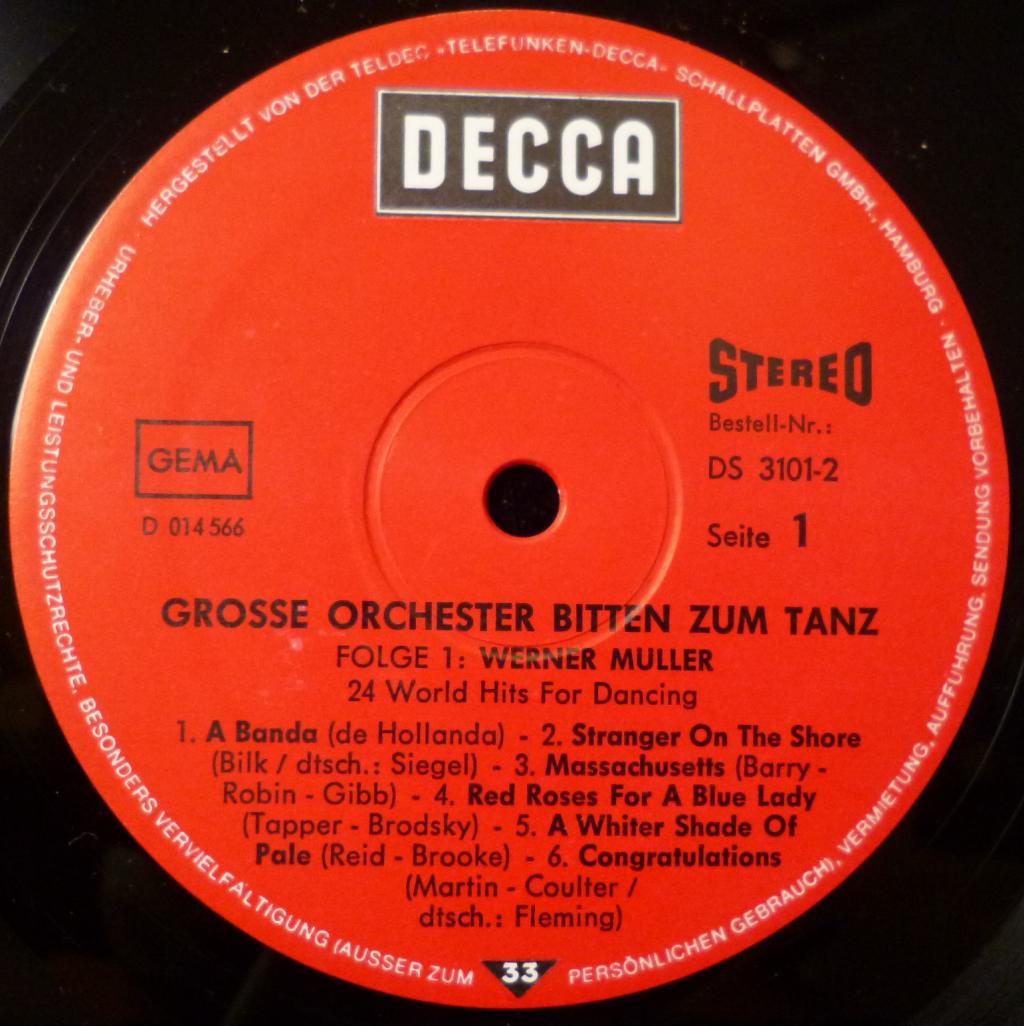 HERGESTELLT VON DER TELDEC »TELEFUNKEN-DECCA« SCHALLPLATTEN GMBH., HAMBURG · URHEBER- UND LEISTUNGSSCHUTZRECHTE, BESONDERS VERVIELFÄLTIGUNG (AUSSER ZUM PERSÖNLICHEN GEBRAUCH), VERMIETUNG, AUFFÜHRUNG, SENDUNG VORBEHALTEN
DECCA
STEREO
Bestell-Nr.:
GEMA
DS 3101-2
D 014 566
Seite 1
GROSSE ORCHESTER BITTEN ZUM TANZ
FOLGE 1: WERNER MULLER
24 World Hits For Dancing
1. A Banda (de Hollanda) - 2. Stranger On The Shore
(Bilk / dtsch.: Siegel) - 3. Massachusetts (Barry -
Robin - Gibb) - 4. Red Roses For A Blue Lady
(Tapper - Brodsky) - 5. A Whiter Shade Of
Pale (Reid - Brooke) - 6. Congratulations
(Martin - Coulter /
dtsch.: Fleming)
33